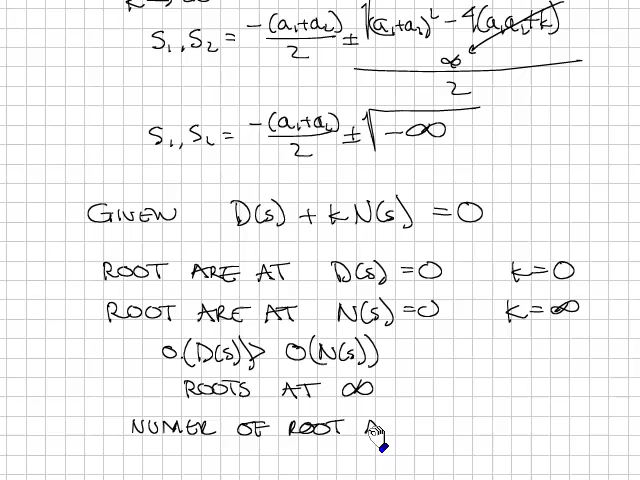 k → ∞
S₁,S₂ = -(a₁+a₂)/2 ± √((a₁+a₂)² - 4(a₁a₂+k))/2
∞
S₁,S₂ = -(a₁+a₂)/2 ± √-∞
GIVEN D(s) + kN(s) = 0
ROOT ARE AT D(s) = 0 k = 0
ROOT ARE AT N(s) = 0 k = ∞
O(D(s)) > O(N(s))
ROOTS AT ∞
NUMER OF ROOT